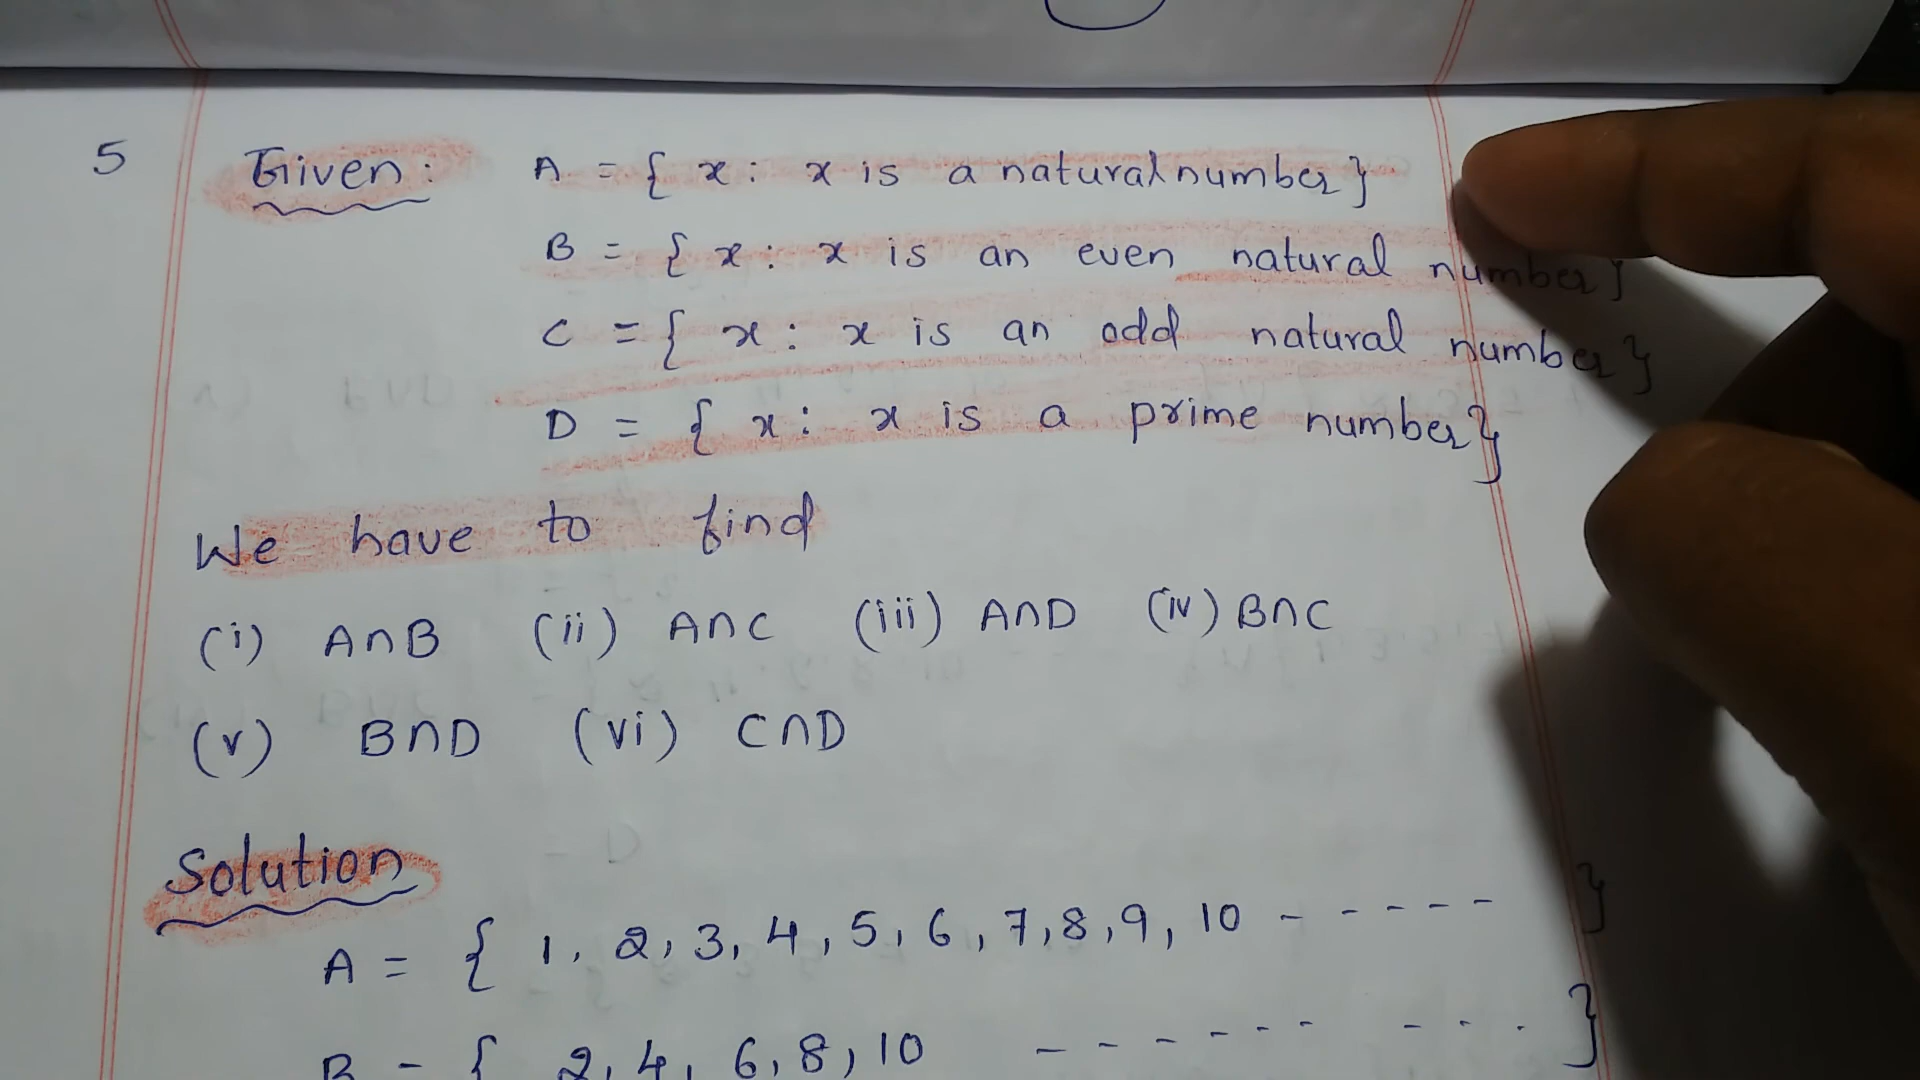 5 Given: A = { x : x is a natural number }
B = { x : x is an even natural number }
C = { x : x is an odd natural number }
D = { x : x is a prime number }
We have to find
(i) A∩B (ii) A∩C (iii) A∩D (iv) B∩C
(v) B∩D (vi) C∩D
Solution
A = { 1, 2, 3, 4, 5, 6, 7, 8, 9, 10 - - - - - }
B = { 2, 4, 6, 8, 10 - - - - - - - - - }